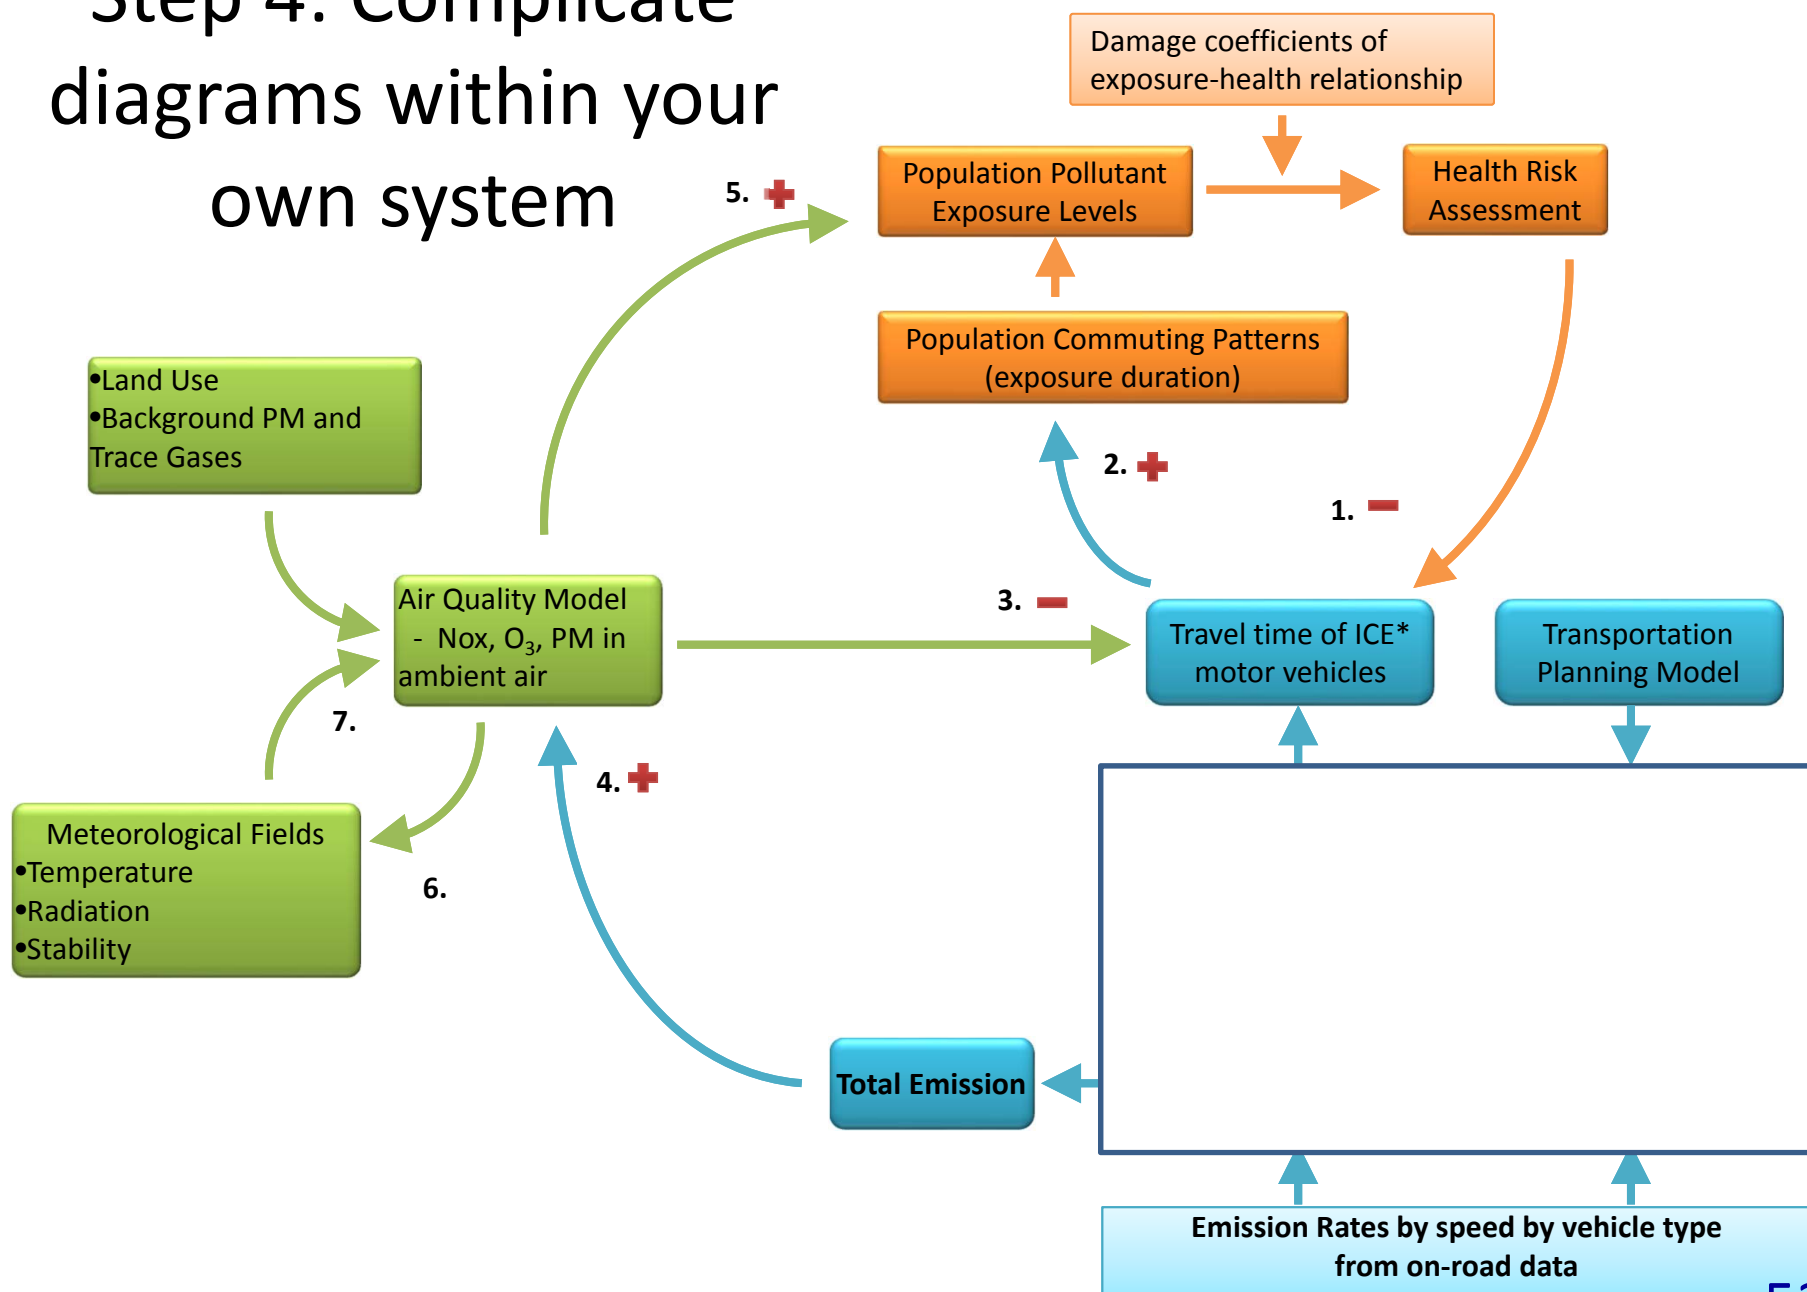 Step 4: Complicate
diagrams within your
own system
Damage coefficients of
exposure-health relationship
5.
Population Pollutant
Exposure Levels
Health Risk
Assessment
Population Commuting Patterns
(exposure duration)
•Land Use
•Background PM and
Trace Gases
2.
1.
Air Quality Model
- Nox, O₃, PM in
ambient air
3.
Travel time of ICE*
motor vehicles
Transportation
Planning Model
7.
4.
Meteorological Fields
•Temperature
•Radiation
•Stability
6.
Total Emission
Emission Rates by speed by vehicle type
from on-road data